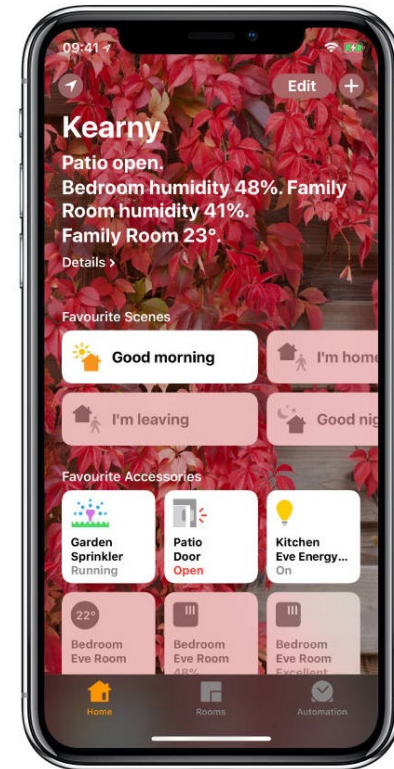 09:41
Edit +
Kearny
Patio open.
Bedroom humidity 48%. Family
Room humidity 41%.
Family Room 23°.
Details >
Favourite Scenes
Good morning
I'm home
I'm leaving
Good nig
Favourite Accessories
Garden
Sprinkler
Running
Patio
Door
Open
Kitchen
Eve Energy...
On
22°
Bedroom
Eve Room
Bedroom
Eve Room
48%
Bedroom
Eve Room
Excellent
Home
Rooms
Automation